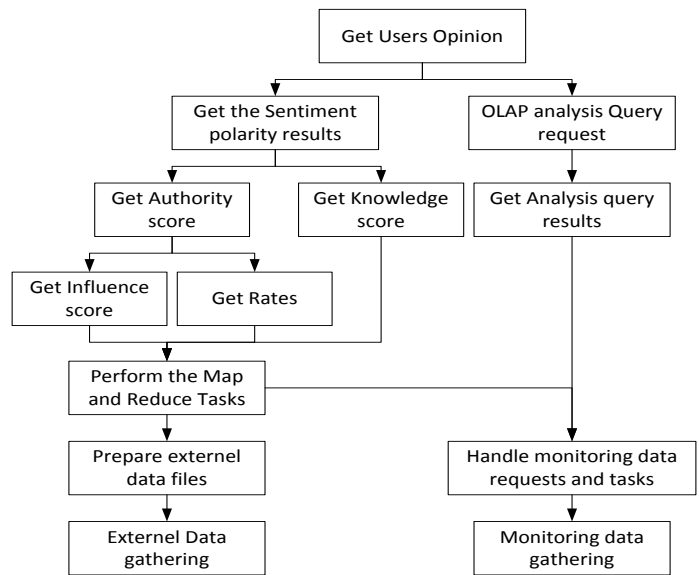 Get Users Opinion
Get the Sentiment
polarity results
OLAP analysis Query
request
Get Authority
score
Get Knowledge
score
Get Analysis query
results
Get Influence
score
Get Rates
Perform the Map
and Reduce Tasks
Prepare externel
data files
Handle monitoring data
requests and tasks
Externel Data
gathering
Monitoring data
gathering